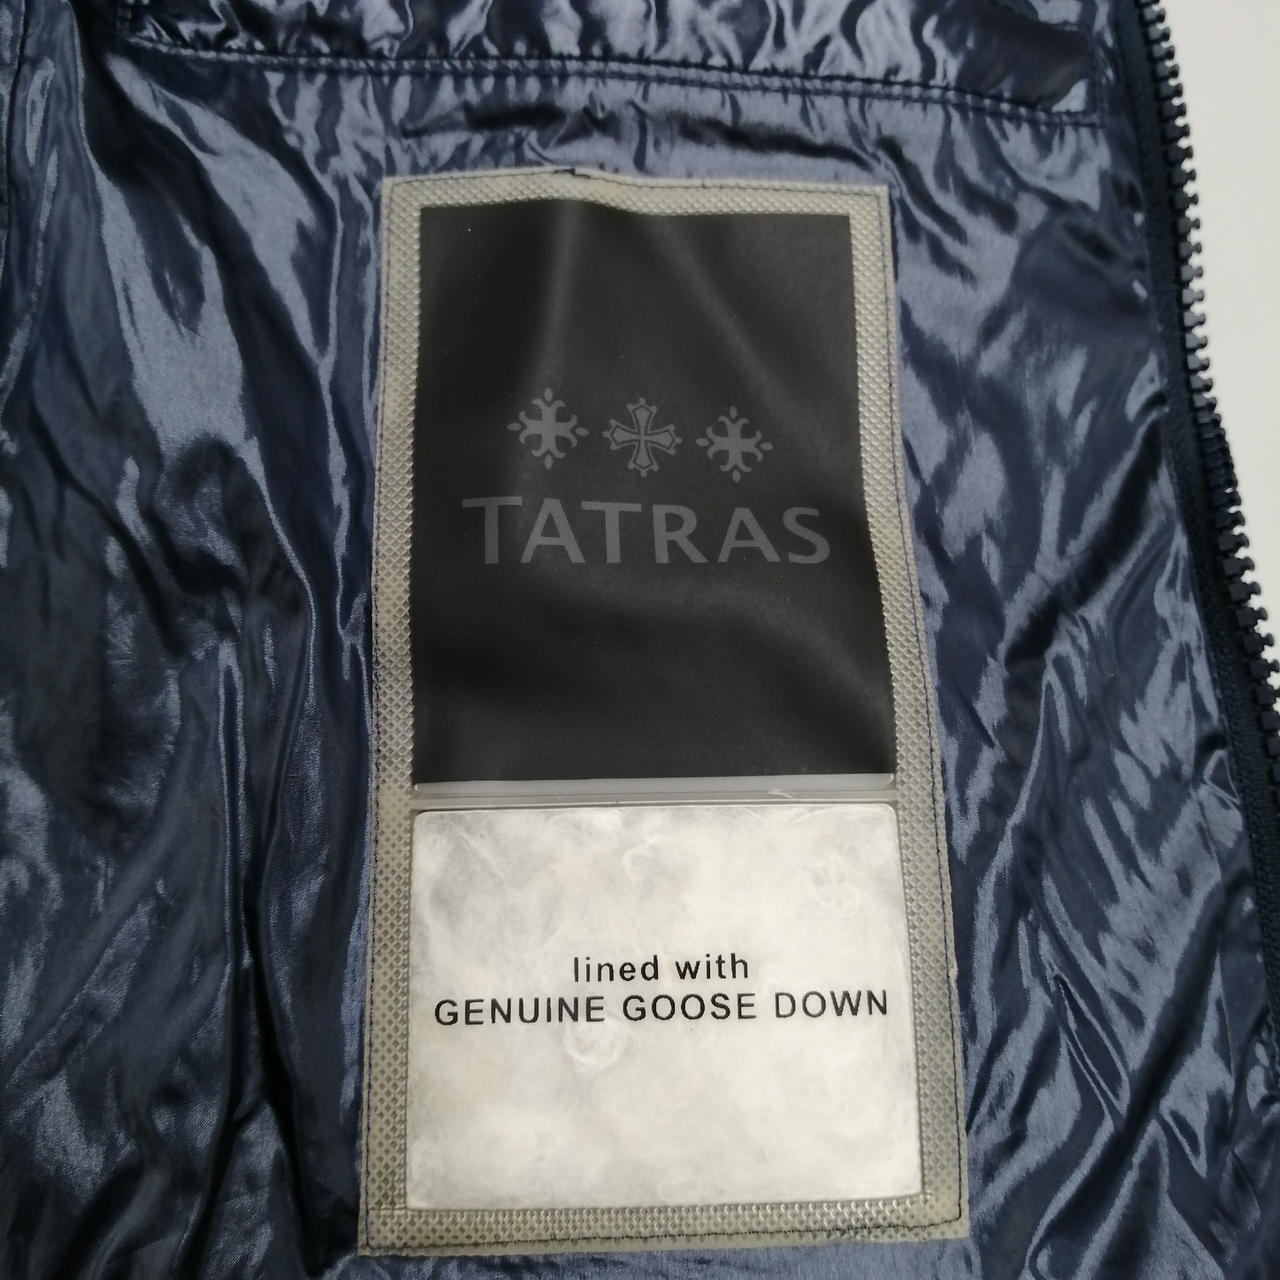 TATRAS
lined with
GENUINE GOOSE DOWN